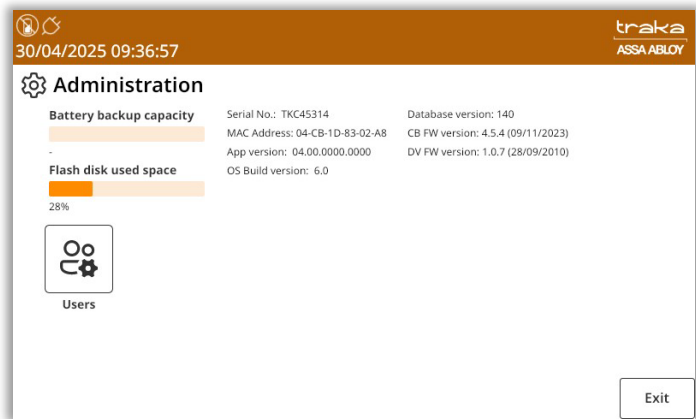 traka
30/04/2025 09:36:57
ASSA ABLOY
Administration
Battery backup capacity
-
Flash disk used space
28%
Serial No.: TKC45314
MAC Address: 04-CB-1D-83-02-A8
App version: 04.00.0000.0000
OS Build version: 6.0
Database version: 140
CB FW version: 4.5.4 (09/11/2023)
DV FW version: 1.0.7 (28/09/2010)
Users
Exit